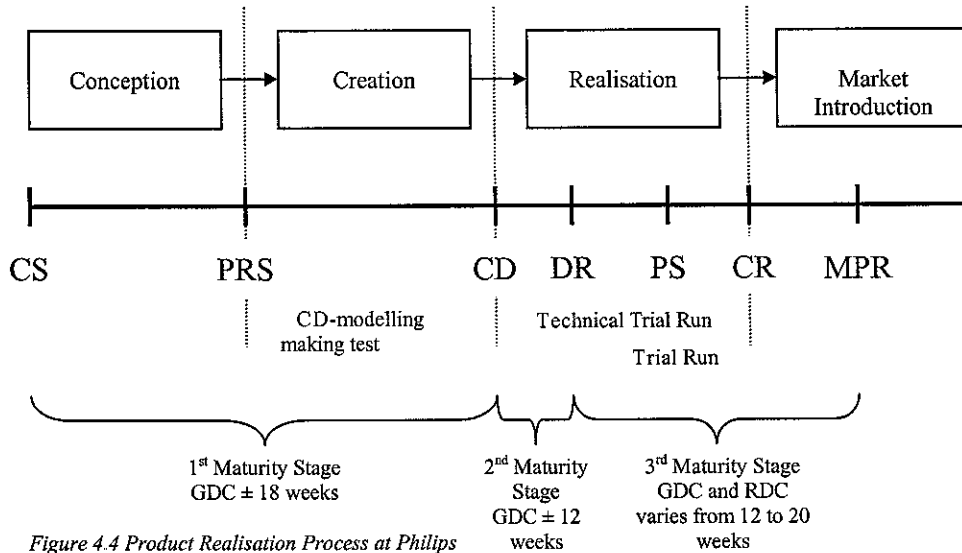 Conception
Creation
Realisation
Market
Introduction
CS
PRS
CD
DR
PS
CR
MPR
CD-modelling
making test
Technical Trial Run
Trial Run
1st Maturity Stage
GDC ± 18 weeks
2nd Maturity
Stage
GDC ± 12
weeks
3rd Maturity Stage
GDC and RDC
varies from 12 to 20
weeks
Figure 4.4 Product Realisation Process at Philips